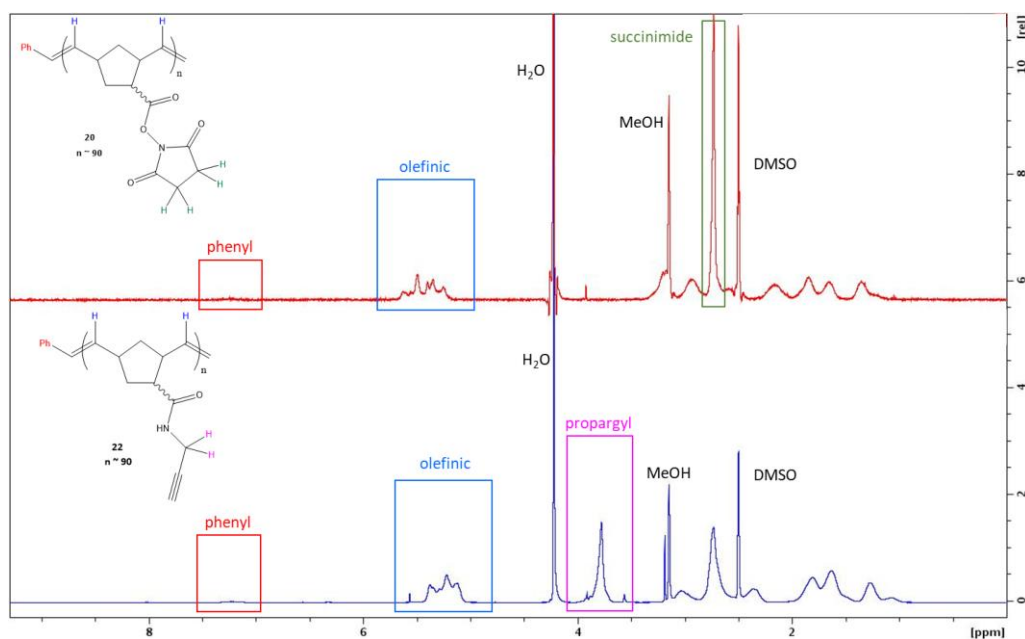 [rel]
10
8
6
4
2
0
H
H
Ph
n
O
O
O
N
O
H
H
H
20
n ~ 90
phenyl
olefinic
H₂O
MeOH
succinimide
DMSO
H
H
Ph
n
O
HN
H
H
22
n ~ 90
phenyl
olefinic
H₂O
propargyl
MeOH
DMSO
8
6
4
2
[ppm]